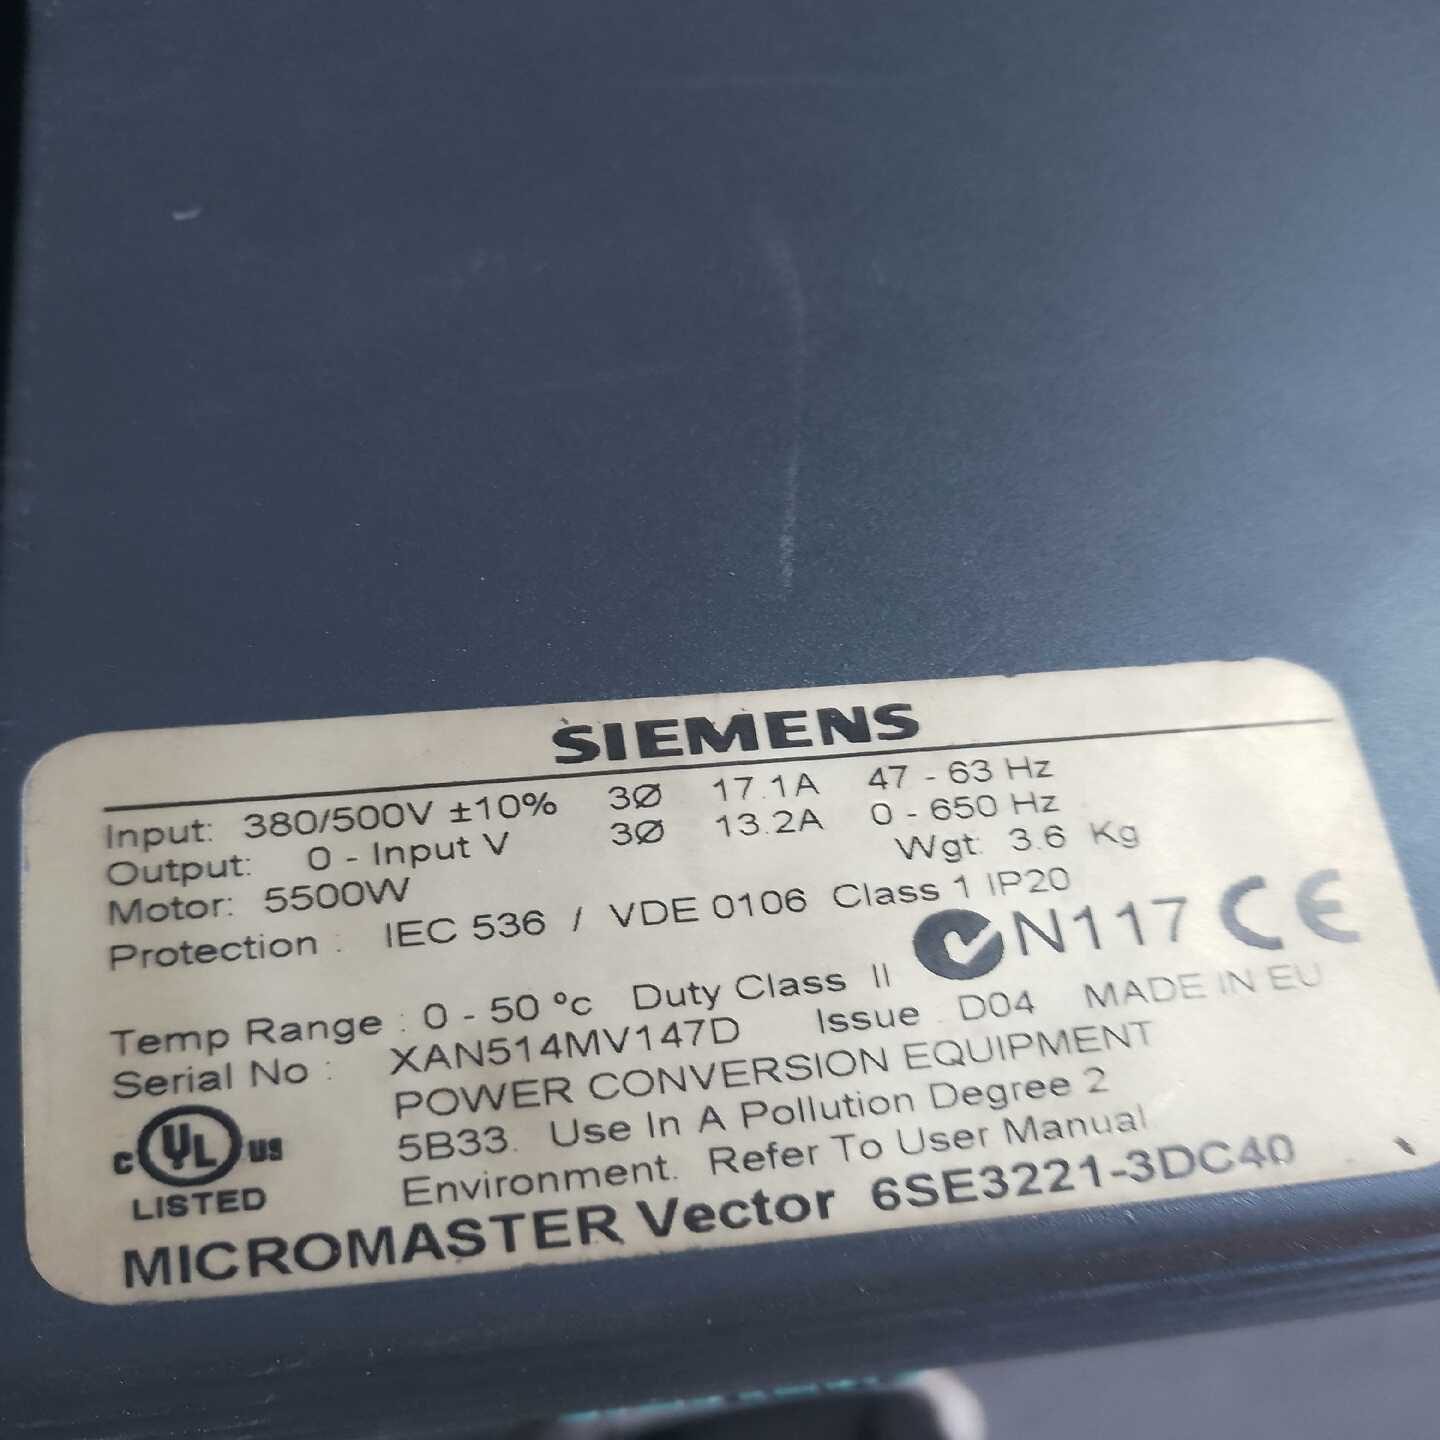 SIEMENS
Input: 380/500V ±10% 3Ø 17.1A 47 - 63 Hz
Output: 0 - Input V 3Ø 13.2A 0 - 650 Hz
Motor: 5500W Wgt: 3.6 Kg
Protection : IEC 536 / VDE 0106 Class 1 IP20
N117 CE
Temp Range : 0 - 50 ºc Duty Class II
Serial No : XAN514MV147D Issue D04 MADE IN EU
POWER CONVERSION EQUIPMENT
5B33. Use In A Pollution Degree 2
Environment. Refer To User Manual
C UL US
LISTED
MICROMASTER Vector 6SE3221-3DC40